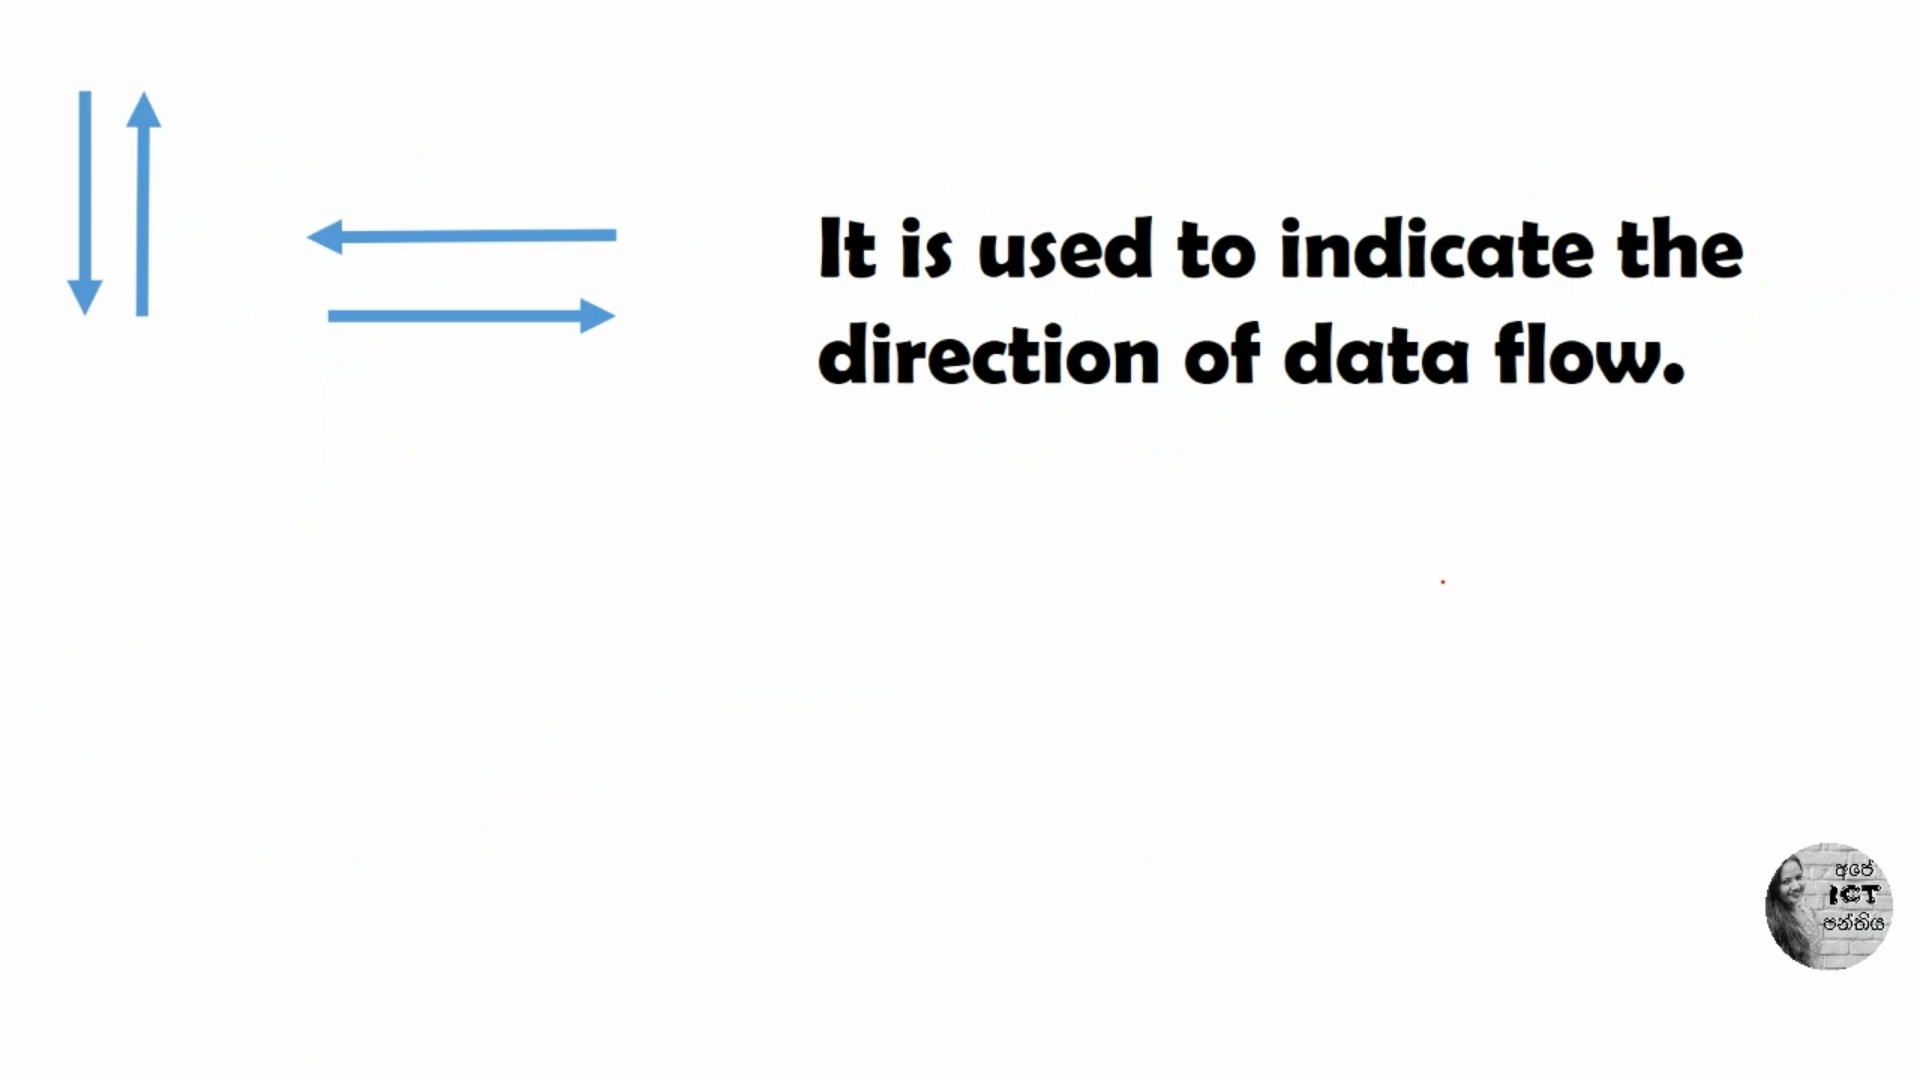 It is used to indicate the
direction of data flow.
අපේ
ICT
පන්තිය